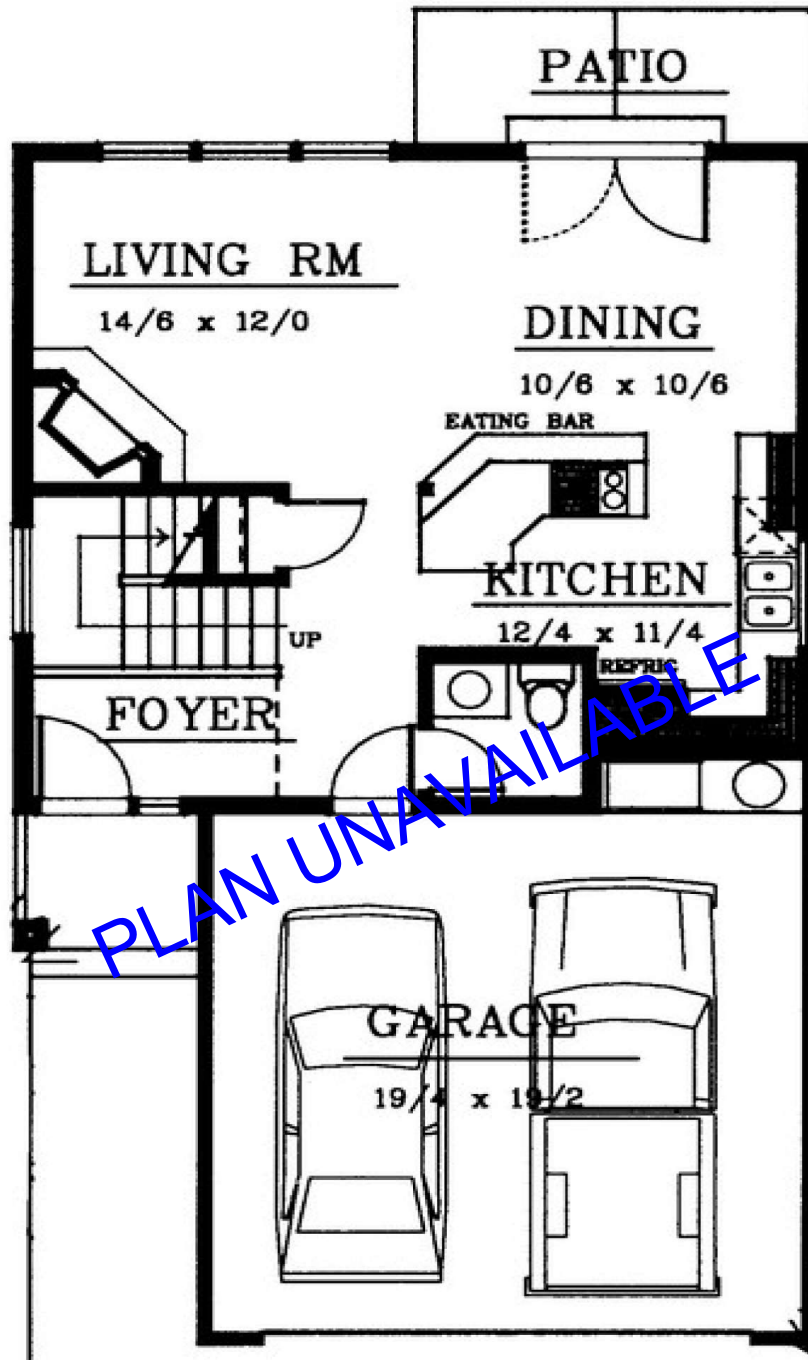 PATIO
LIVING RM
14/6 x 12/0
DINING
10/6 x 10/6
EATING BAR
KITCHEN
12/4 x 11/4
UP
REFRIG
FOYER
PLAN UNAVAILABLE
GARAGE
19/4 x 19/2